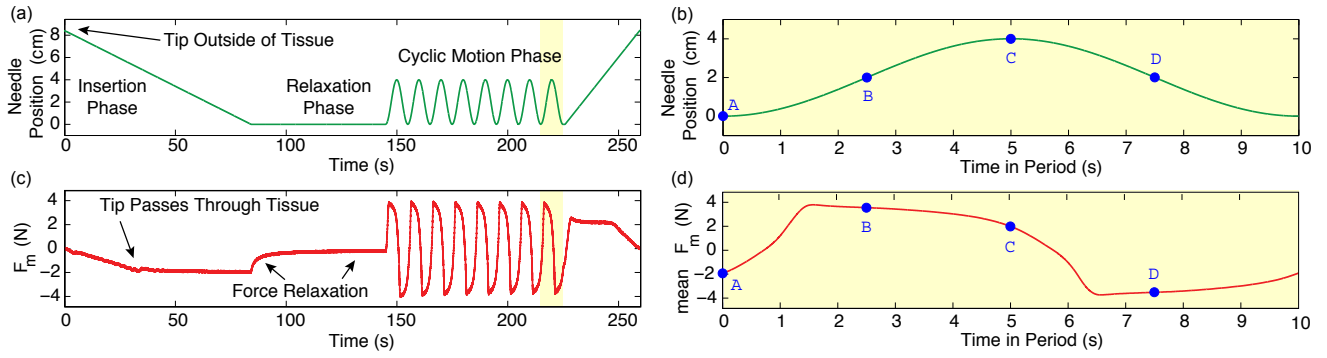 (a)
8
6
4
2
0
Needle
Position (cm)
Tip Outside of Tissue
Insertion
Phase
Relaxation
Phase
Cyclic Motion Phase
0 50 100 150 200 250
Time (s)
(b)
4
2
0
Needle
Position (cm)
A
B
C
D
0 1 2 3 4 5 6 7 8 9 10
Time in Period (s)
(c)
4
2
0
−2
−4
Fm (N)
Tip Passes Through Tissue
Force Relaxation
0 50 100 150 200 250
Time (s)
(d)
4
2
0
−2
−4
mean Fm (N)
A
B
C
D
0 1 2 3 4 5 6 7 8 9 10
Time in Period (s)